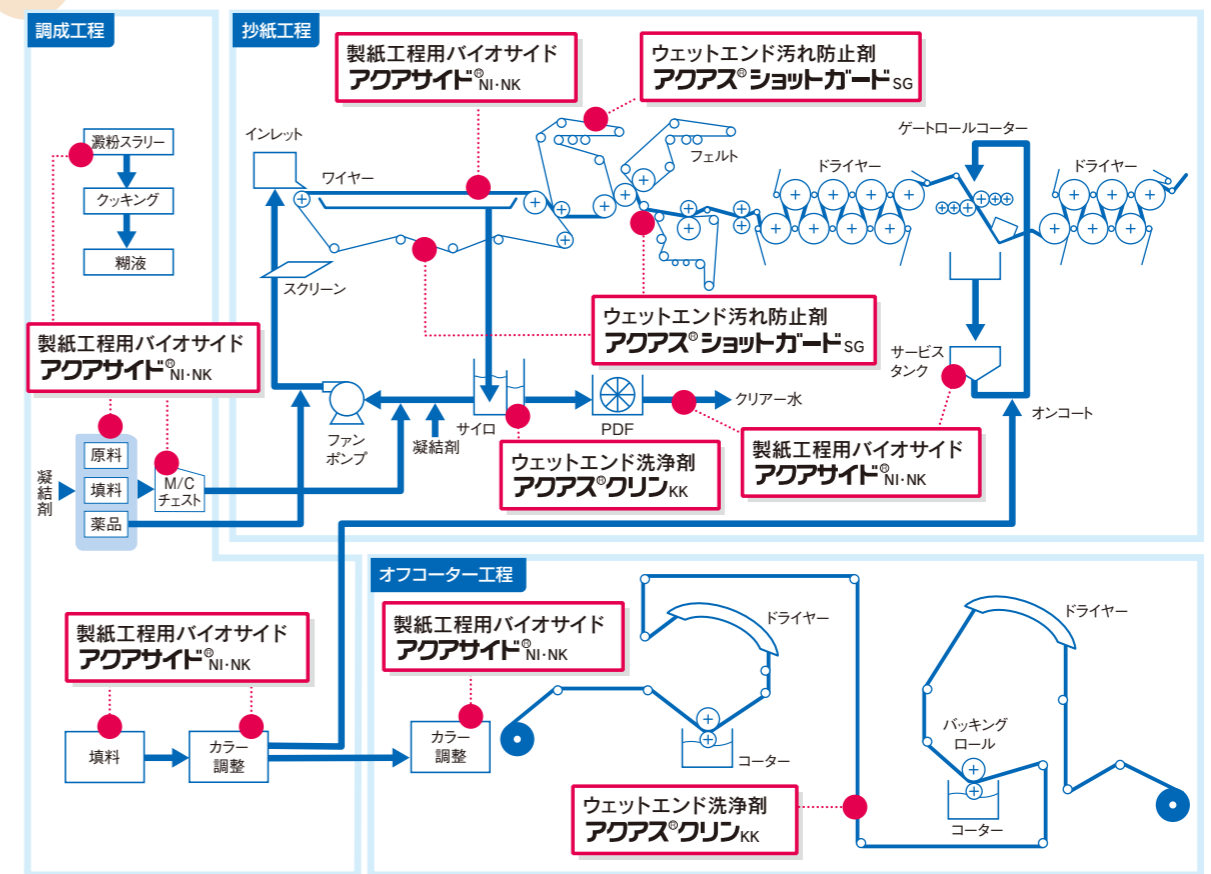 調成工程
澱粉スラリー
クッキング
糊液
製紙工程用バイオサイド
アクアサイド®NI・NK
凝結剤
原料
填料
薬品
M/C
チェスト
製紙工程用バイオサイド
アクアサイド®NI・NK
填料
カラー
調整
抄紙工程
製紙工程用バイオサイド
アクアサイド®NI・NK
ウェットエンド汚れ防止剤
アクアス®ショットガードSG
インレット
ワイヤー
フェルト
ドライヤー
ゲートロールコーター
ドライヤー
スクリーン
ウェットエンド汚れ防止剤
アクアス®ショットガードSG
サービス
タンク
ファン
ポンプ
凝結剤
サイロ
PDF
クリアー水
オンコート
ウェットエンド洗浄剤
アクアス®クリンKK
製紙工程用バイオサイド
アクアサイド®NI・NK
オフコーター工程
製紙工程用バイオサイド
アクアサイド®NI・NK
カラー
調整
ドライヤー
コーター
ウェットエンド洗浄剤
アクアス®クリンKK
ドライヤー
バッキング
ロール
コーター